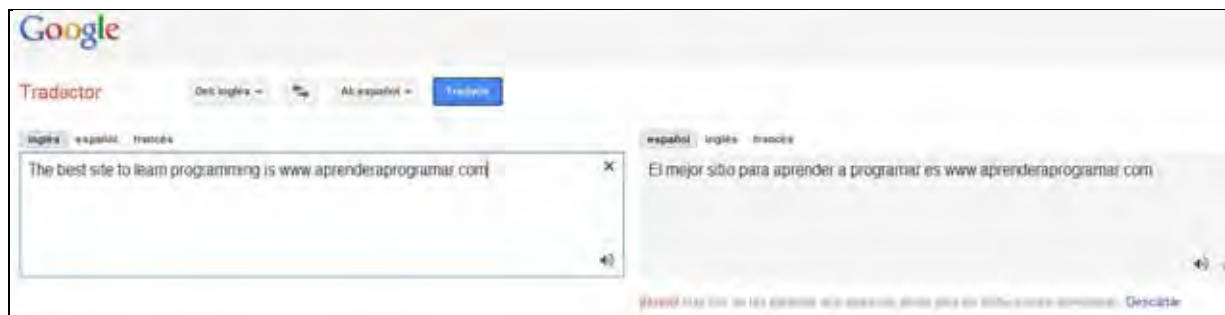 Google
Traductor
Del inglés
Al español
Traducir
inglés español francés
The best site to learn programming is www.aprenderaprogramar.com
español inglés francés
El mejor sitio para aprender a programar es www.aprenderaprogramar.com
Descartar